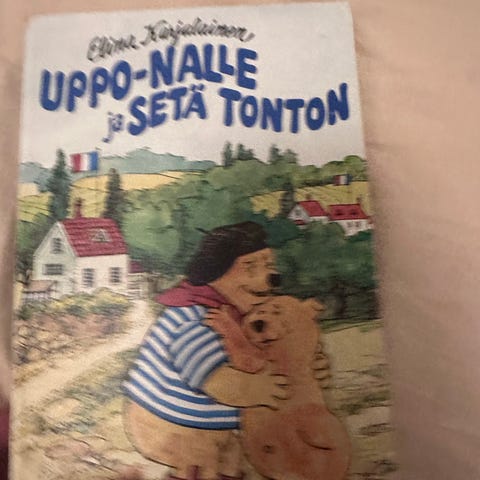 Elina Karjalainen
UPPO-NALLE
ja SETÄ TONTON